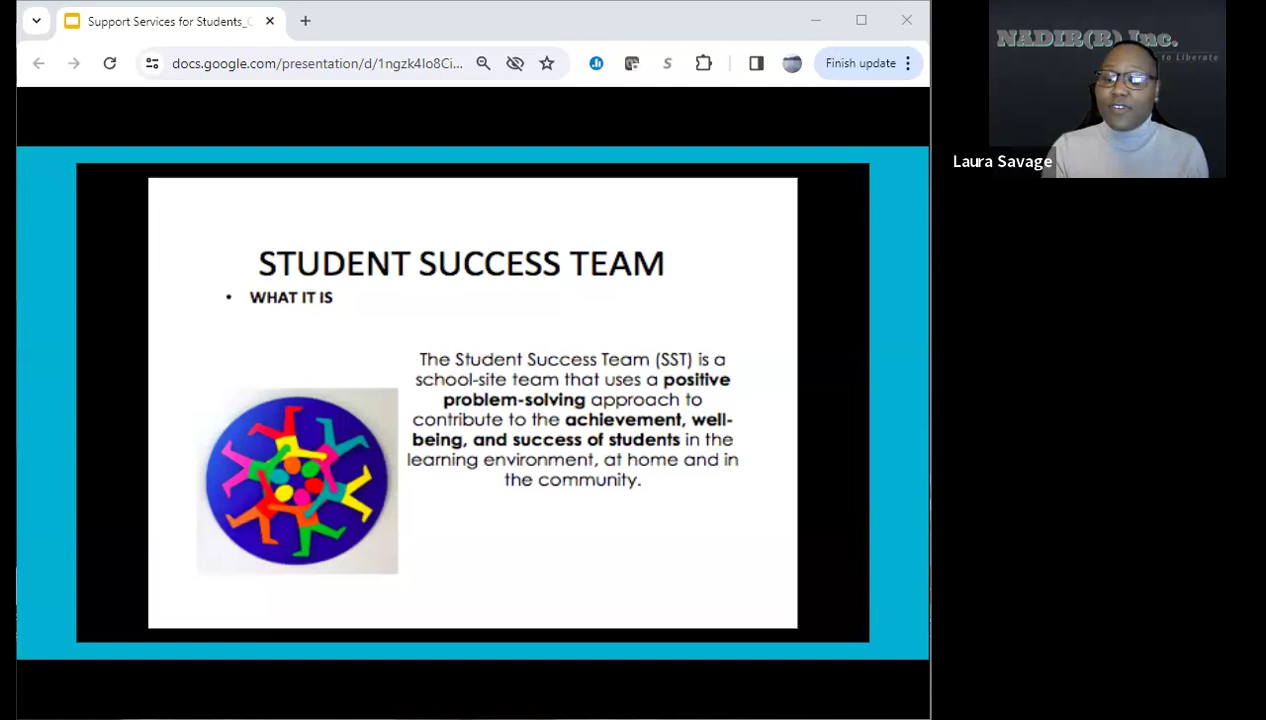 Support Services for Students_
docs.google.com/presentation/d/1ngzk4lo8Ci...
Finish update
NADIR(R) Inc.
to Liberate
Laura Savage
STUDENT SUCCESS TEAM
• WHAT IT IS
The Student Success Team (SST) is a
school-site team that uses a positive
problem-solving approach to
contribute to the achievement, well-
being, and success of students in the
learning environment, at home and in
the community.